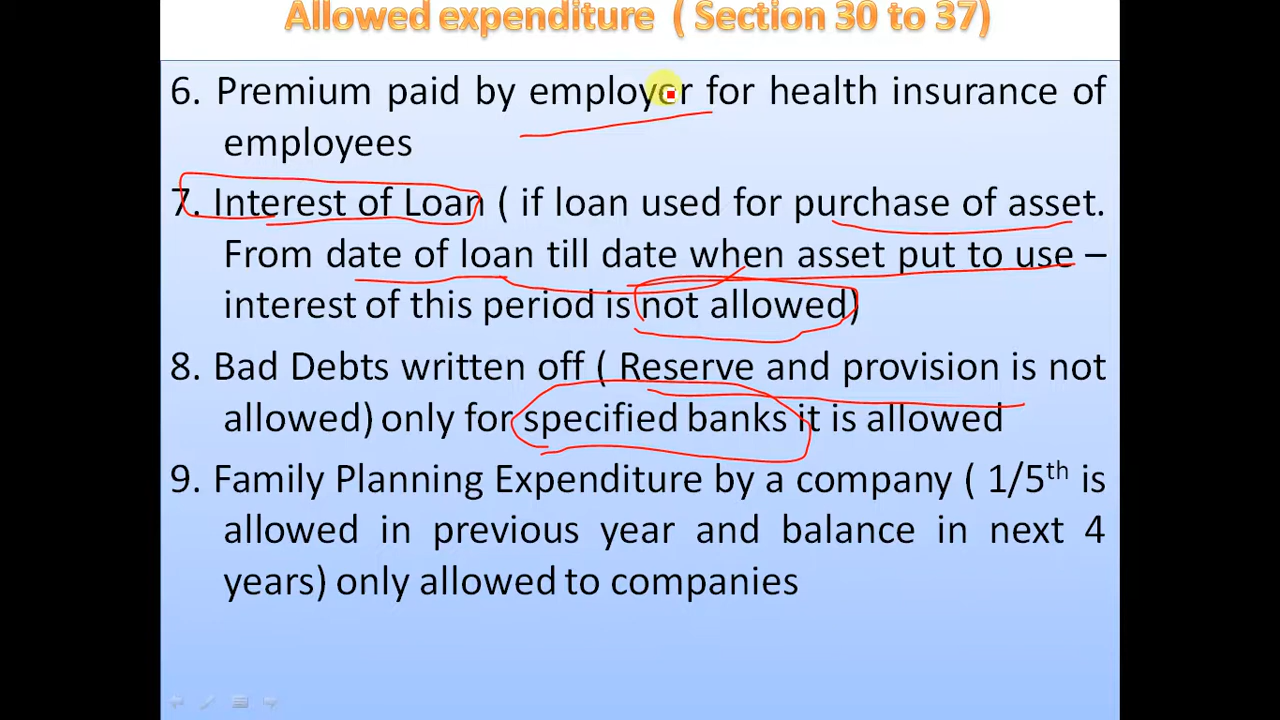 Allowed expenditure ( Section 30 to 37)
6. Premium paid by employer for health insurance of
employees
7. Interest of Loan ( if loan used for purchase of asset.
From date of loan till date when asset put to use –
interest of this period is not allowed)
8. Bad Debts written off ( Reserve and provision is not
allowed) only for specified banks it is allowed
9. Family Planning Expenditure by a company ( 1/5th is
allowed in previous year and balance in next 4
years) only allowed to companies